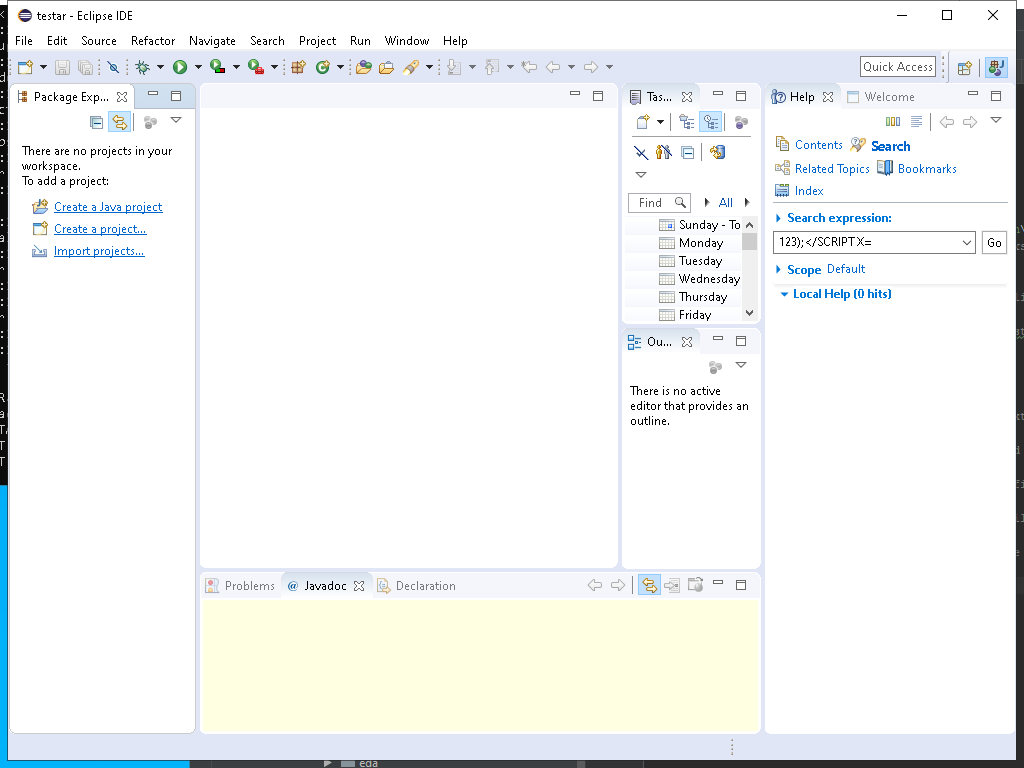 testar - Eclipse IDE
File Edit Source Refactor Navigate Search Project Run Window Help
Quick Access
Package Exp...
There are no projects in your
workspace.
To add a project:
Create a Java project
Create a project...
Import projects...
Tas...
Find
All
Sunday - To
Monday
Tuesday
Wednesday
Thursday
Friday
Ou...
There is no active
editor that provides an
outline.
Help Welcome
Contents Search
Related Topics Bookmarks
Index
Search expression:
123);</SCRIPTX=
Go
Scope Default
Local Help (0 hits)
Problems @ Javadoc Declaration
eda